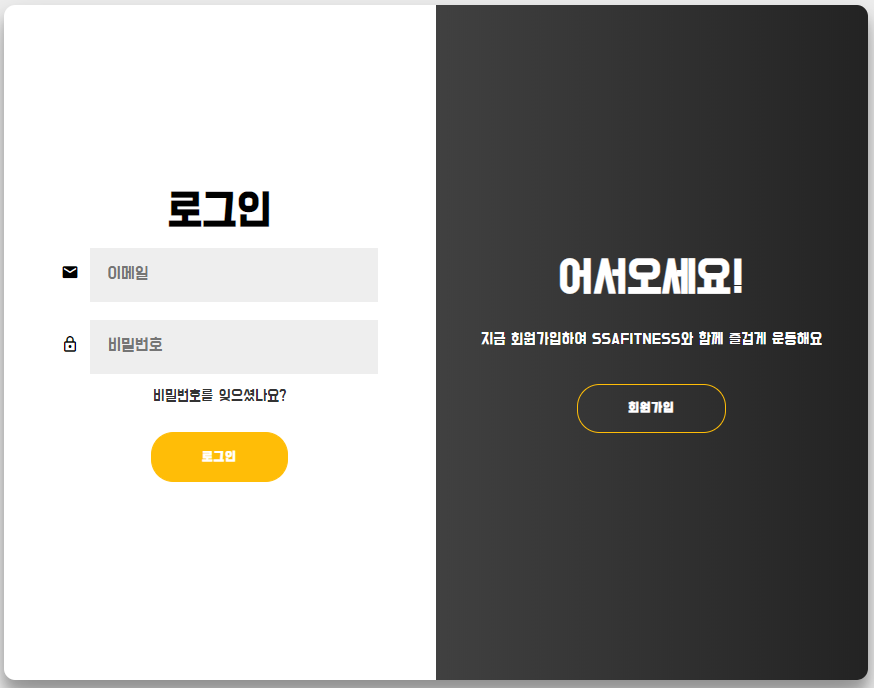 로그인
이메일
비밀번호
비밀번호를 잊으셨나요?
로그인
어서오세요!
지금 회원가입하여 SSAFITNESS와 함께 즐겁게 운동해요
회원가입